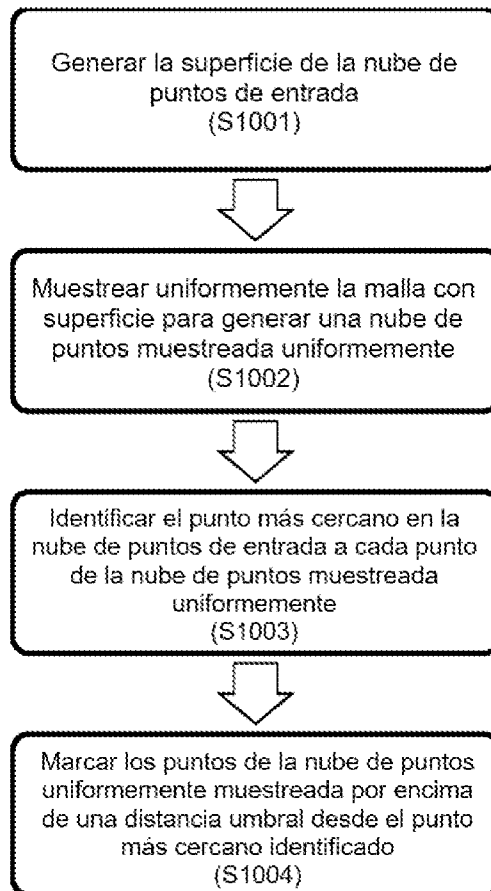 Generar la superficie de la nube de
puntos de entrada
(S1001)
Muestrear uniformemente la malla con
superficie para generar una nube de
puntos muestreada uniformemente
(S1002)
Identificar el punto más cercano en la
nube de puntos de entrada a cada punto
de la nube de puntos muestreada
uniformemente
(S1003)
Marcar los puntos de la nube de puntos
uniformemente muestreada por encima
de una distancia umbral desde el punto
más cercano identificado
(S1004)